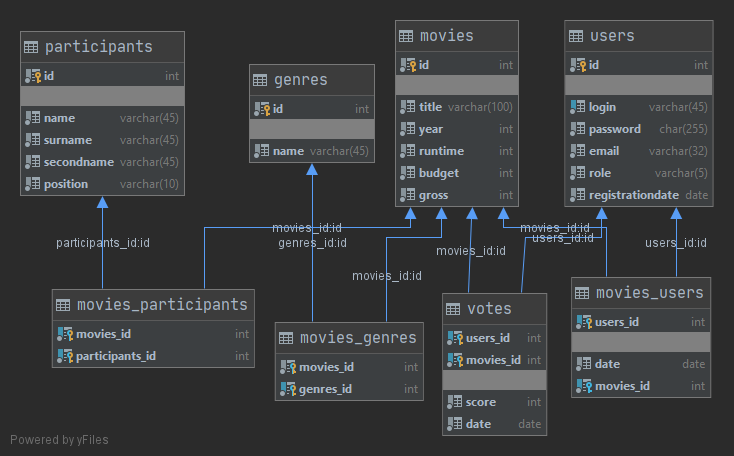 participants
id int
name varchar(45)
surname varchar(45)
secondname varchar(45)
position varchar(10)
genres
id int
name varchar(45)
movies
id int
title varchar(100)
year int
runtime int
budget int
gross int
users
id int
login varchar(45)
password char(255)
email varchar(32)
role varchar(5)
registrationdate date
participants_id:id
movies_id:id
genres_id:id
movies_id:id
movies_id:id
movies_id:id
users_id:id
users_id:id
movies_participants
movies_id int
participants_id int
movies_genres
movies_id int
genres_id int
votes
users_id int
movies_id int
score int
date date
movies_users
users_id int
date date
movies_id int
Powered by yFiles